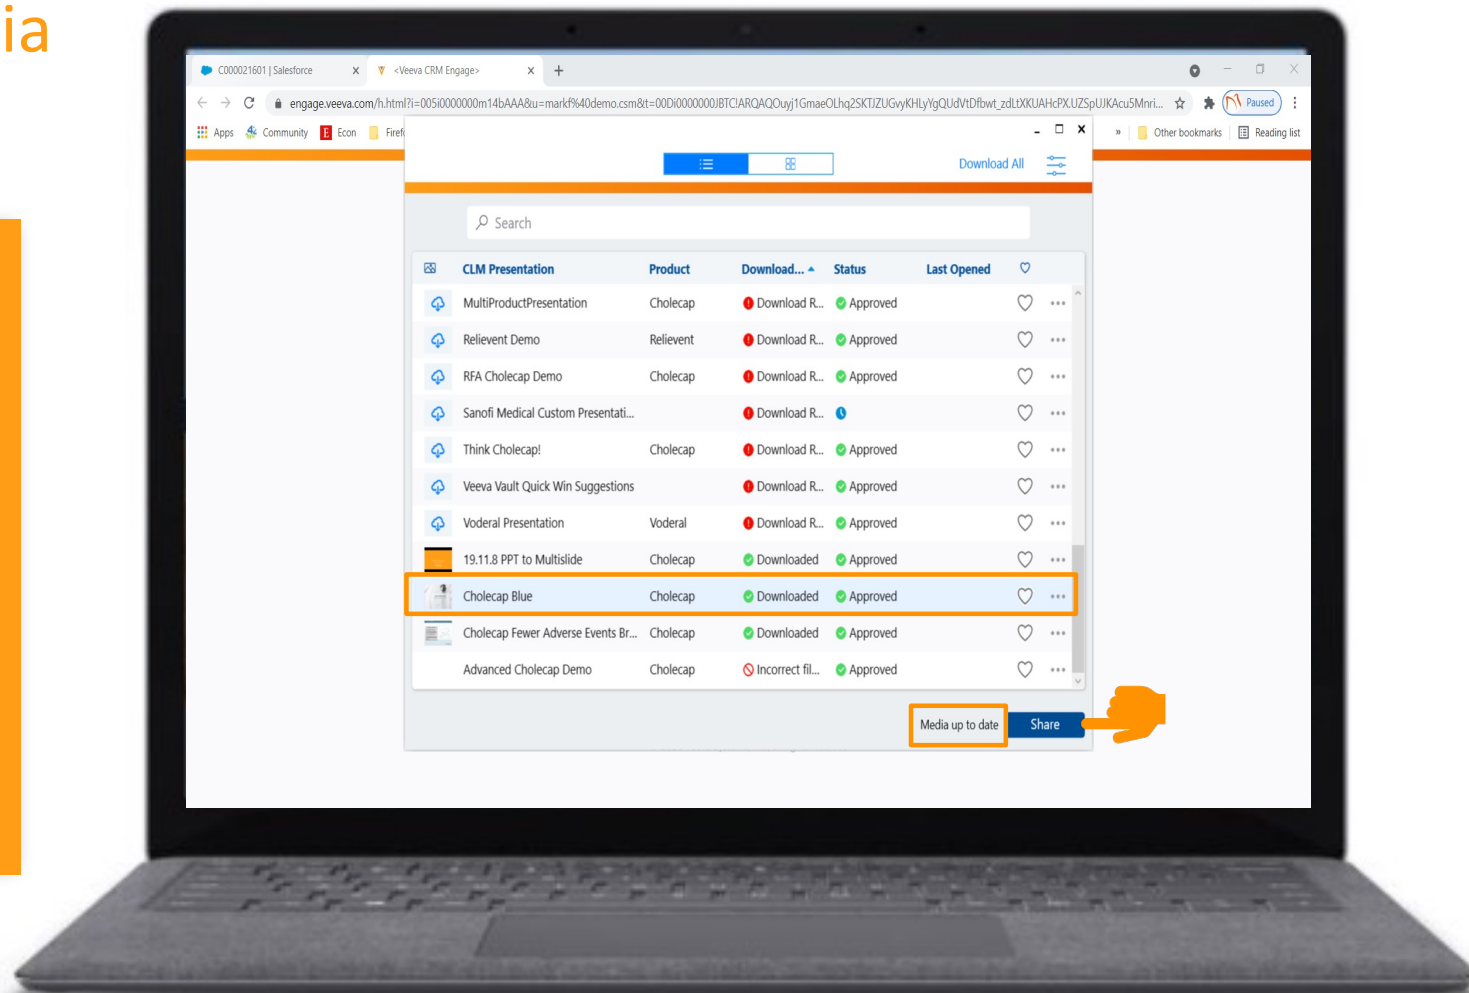 ia
C000021601 | Salesforce
<Veeva CRM Engage>
engage.veeva.com/h.html?i=005i0000000m14bAAA&u=markf%40demo.csm&t=00Di0000000JBTC!ARQAQOuyj1GmaeOLhq2SKTJZUGvyKHLyYgQUdVtDfbwt_zdLtXKUAHcPX.UZSpUJKAcu5Mnri...
Paused
Apps Community E Econ Firefo
» Other bookmarks Reading list
Download All
Search
CLM Presentation Product Download... Status Last Opened
MultiProductPresentation Cholecap Download R... Approved
Relievent Demo Relievent Download R... Approved
RFA Cholecap Demo Cholecap Download R... Approved
Sanofi Medical Custom Presentati... Download R...
Think Cholecap! Cholecap Download R... Approved
Veeva Vault Quick Win Suggestions Download R... Approved
Voderal Presentation Voderal Download R... Approved
19.11.8 PPT to Multislide Cholecap Downloaded Approved
Cholecap Blue Cholecap Downloaded Approved
Cholecap Fewer Adverse Events Br... Cholecap Downloaded Approved
Advanced Cholecap Demo Cholecap Incorrect fil... Approved
Media up to date Share